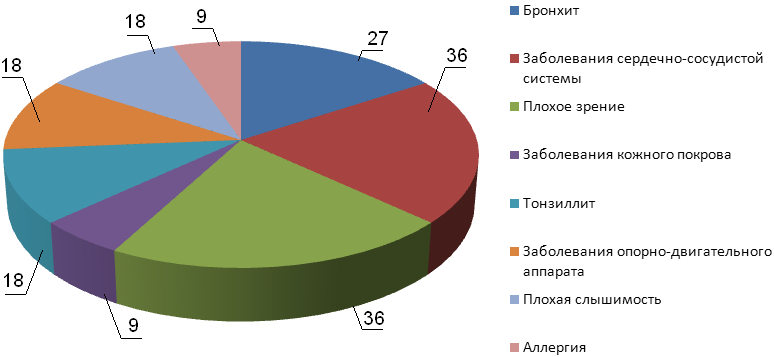 18
9
27
36
18
18
9
36
Бронхит
Заболевания сердечно-сосудистой
системы
Плохое зрение
Заболевания кожного покрова
Тонзиллит
Заболевания опорно-двигательного
аппарата
Плохая слышимость
Аллергия